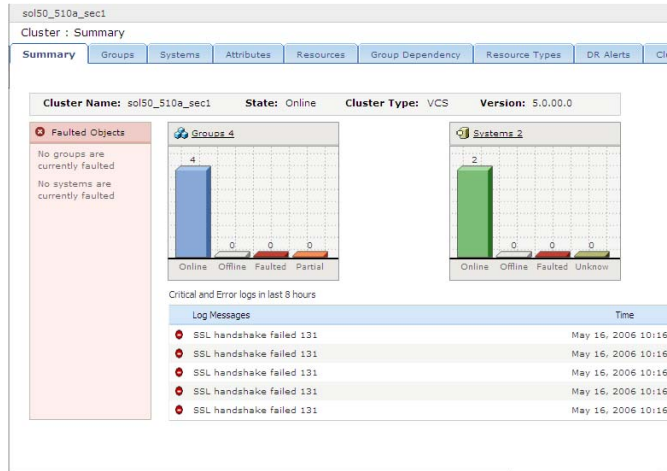 sol50_510a_sec1
Cluster : Summary
Summary Groups Systems Attributes Resources Group Dependency Resource Types DR Alerts Cl
Cluster Name: sol50_510a_sec1 State: Online Cluster Type: VCS Version: 5.0.00.0
Faulted Objects
No groups are
currently faulted
No systems are
currently faulted
Groups 4
4 0 0 0
Online Offline Faulted Partial
Systems 2
2 0 0 0
Online Offline Faulted Unknow
Critical and Error logs in last 8 hours
Log Messages Time
SSL handshake failed 131 May 16, 2006 10:16
SSL handshake failed 131 May 16, 2006 10:16
SSL handshake failed 131 May 16, 2006 10:16
SSL handshake failed 131 May 16, 2006 10:16
SSL handshake failed 131 May 16, 2006 10:16